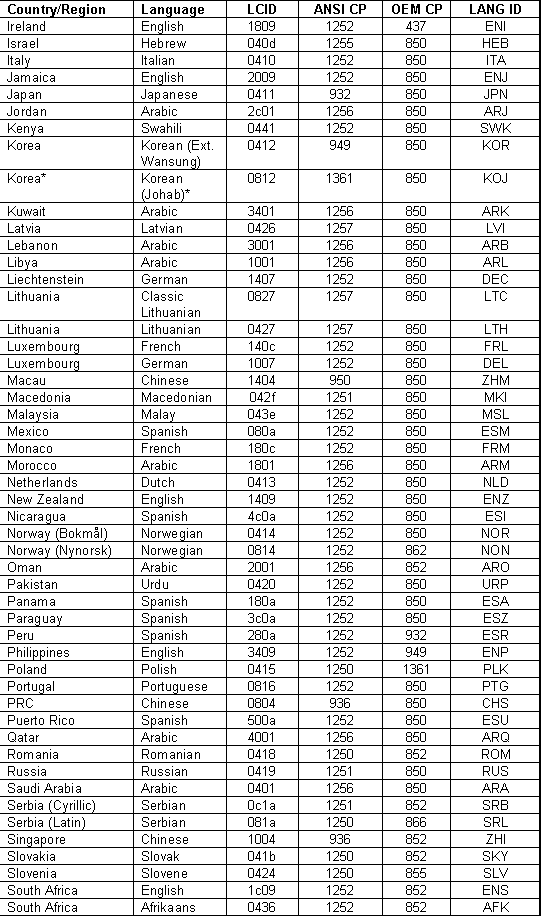 Country/Region Language LCID ANSI CP OEM CP LANG ID
Ireland English 1809 1252 437 ENI
Israel Hebrew 040d 1255 850 HEB
Italy Italian 0410 1252 850 ITA
Jamaica English 2009 1252 850 ENJ
Japan Japanese 0411 932 850 JPN
Jordan Arabic 2c01 1256 850 ARJ
Kenya Swahili 0441 1252 850 SWK
Korea Korean (Ext. 0412 949 850 KOR
Wansung)
Korea* Korean 0812 1361 850 KOJ
(Johab)*
Kuwait Arabic 3401 1256 850 ARK
Latvia Latvian 0426 1257 850 LVI
Lebanon Arabic 3001 1256 850 ARB
Libya Arabic 1001 1256 850 ARL
Liechtenstein German 1407 1252 850 DEC
Lithuania Classic 0827 1257 850 LTC
Lithuanian
Lithuania Lithuanian 0427 1257 850 LTH
Luxembourg French 140c 1252 850 FRL
Luxembourg German 1007 1252 850 DEL
Macau Chinese 1404 950 850 ZHM
Macedonia Macedonian 042f 1251 850 MKI
Malaysia Malay 043e 1252 850 MSL
Mexico Spanish 080a 1252 850 ESM
Monaco French 180c 1252 850 FRM
Morocco Arabic 1801 1256 850 ARM
Netherlands Dutch 0413 1252 850 NLD
New Zealand English 1409 1252 850 ENZ
Nicaragua Spanish 4c0a 1252 850 ESI
Norway (Bokmål) Norwegian 0414 1252 850 NOR
Norway (Nynorsk) Norwegian 0814 1252 862 NON
Oman Arabic 2001 1256 852 ARO
Pakistan Urdu 0420 1252 850 URP
Panama Spanish 180a 1252 850 ESA
Paraguay Spanish 3c0a 1252 850 ESZ
Peru Spanish 280a 1252 932 ESR
Philippines English 3409 1252 949 ENP
Poland Polish 0415 1250 1361 PLK
Portugal Portuguese 0816 1252 850 PTG
PRC Chinese 0804 936 850 CHS
Puerto Rico Spanish 500a 1252 850 ESU
Qatar Arabic 4001 1256 850 ARQ
Romania Romanian 0418 1250 852 ROM
Russia Russian 0419 1251 850 RUS
Saudi Arabia Arabic 0401 1256 850 ARA
Serbia (Cyrillic) Serbian 0c1a 1251 852 SRB
Serbia (Latin) Serbian 081a 1250 866 SRL
Singapore Chinese 1004 936 852 ZHI
Slovakia Slovak 041b 1250 852 SKY
Slovenia Slovene 0424 1250 855 SLV
South Africa English 1c09 1252 852 ENS
South Africa Afrikaans 0436 1252 852 AFK